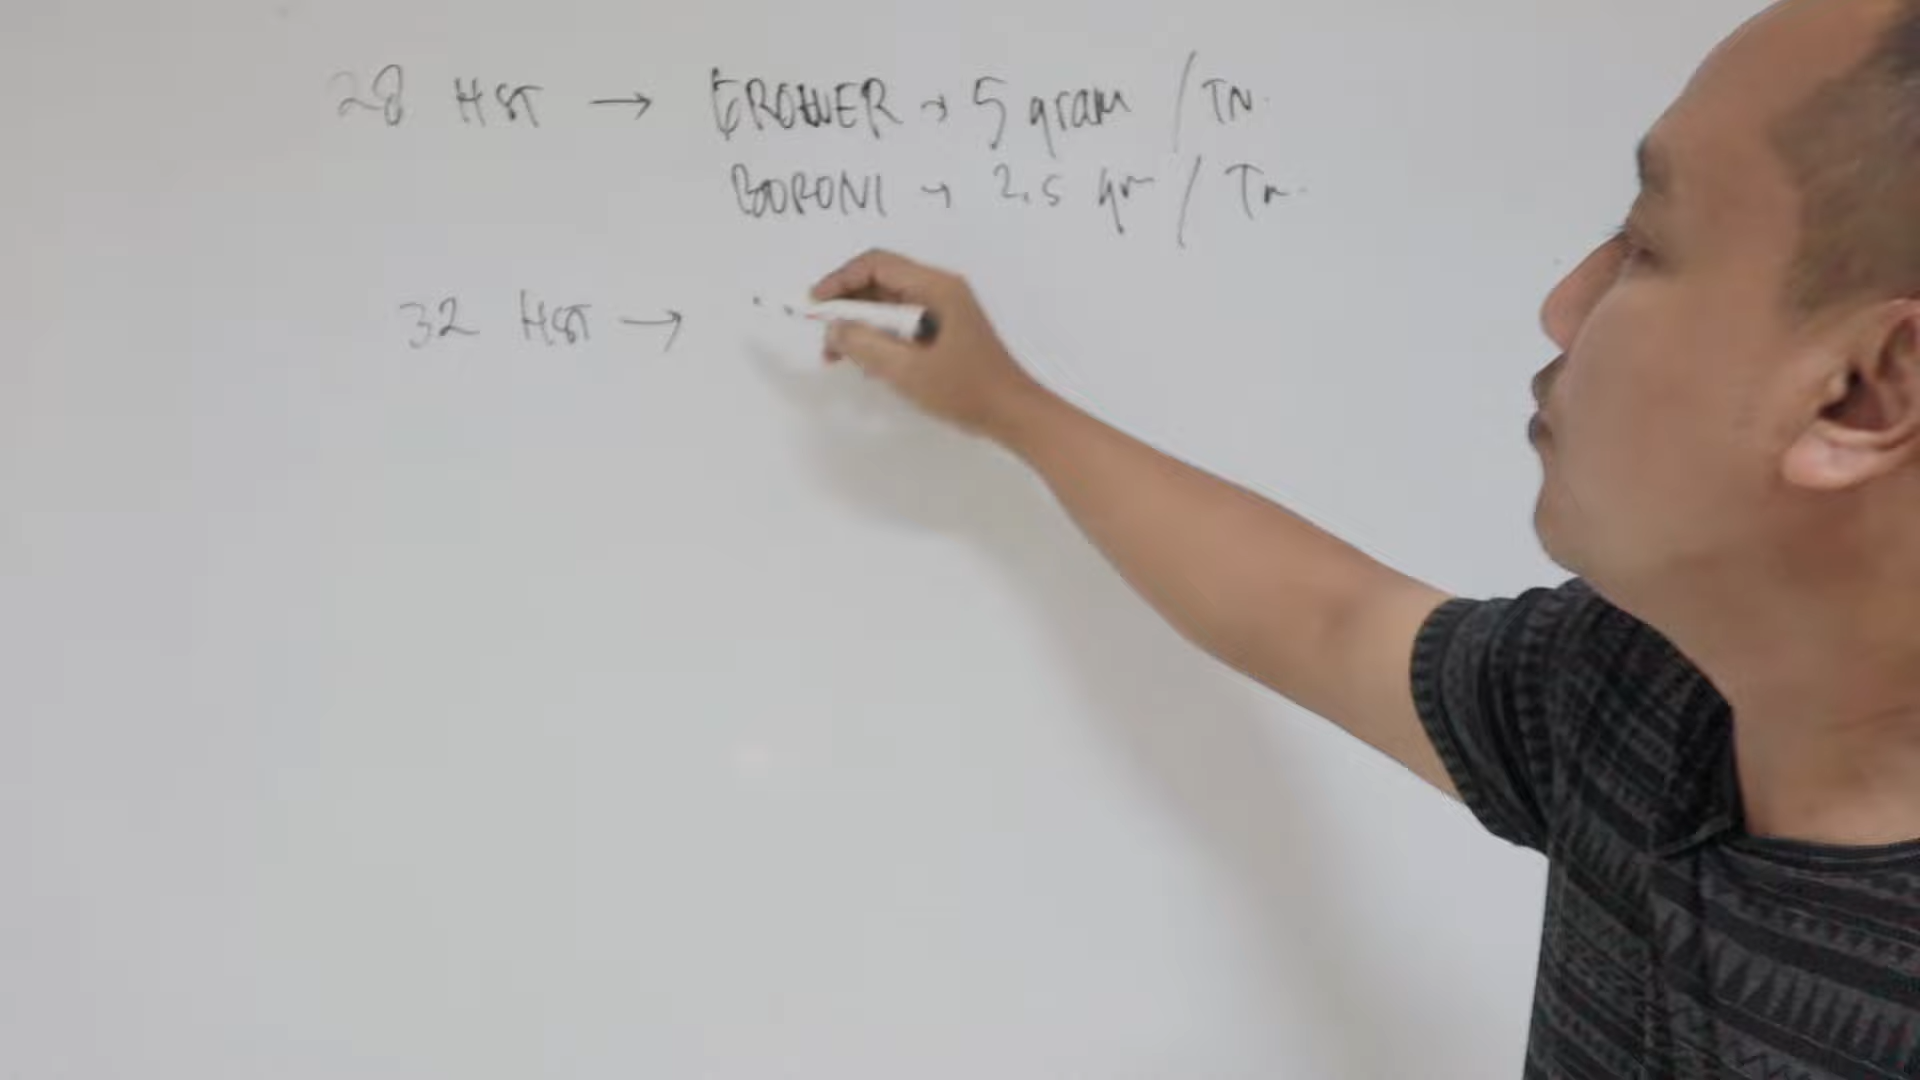 28 HST → GROWER → 5 gram / TN.
BORONI → 2.5 gr / Tn.
32 HST →